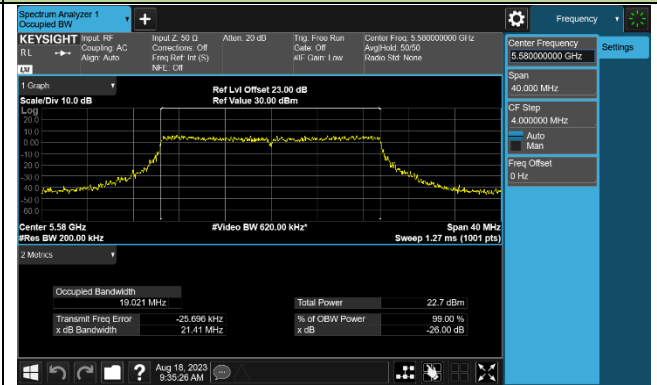 Spectrum Analyzer 1
Occupied BW
+
Frequency
KEYSIGHT
RL
LXI
Input: RF
Coupling: AC
Align: Auto
Input Z: 50 Ω
Corrections: Off
Freq Ref: Int (S)
NFE: Off
Atten: 20 dB
Trig: Free Run
Gate: Off
#IF Gain: Low
Center Freq: 5.580000000 GHz
Avg|Hold: 50/50
Radio Std: None
Center Frequency
5.580000000 GHz
Settings
Span
40.000 MHz
CF Step
4.000000 MHz
Auto
Man
Freq Offset
0 Hz
1 Graph
Scale/Div 10.0 dB
Ref Lvl Offset 23.00 dB
Ref Value 30.00 dBm
Log
20.0
10.0
0.00
-10.0
-20.0
-30.0
-40.0
-50.0
-60.0
Center 5.58 GHz
#Video BW 620.00 kHz*
Span 40 MHz
#Res BW 200.00 kHz
Sweep 1.27 ms (1001 pts)
2 Metrics
Occupied Bandwidth
19.021 MHz
Total Power 22.7 dBm
Transmit Freq Error -25.696 kHz
% of OBW Power 99.00 %
x dB Bandwidth 21.41 MHz
x dB -26.00 dB
?
Aug 18, 2023
9:35:26 AM